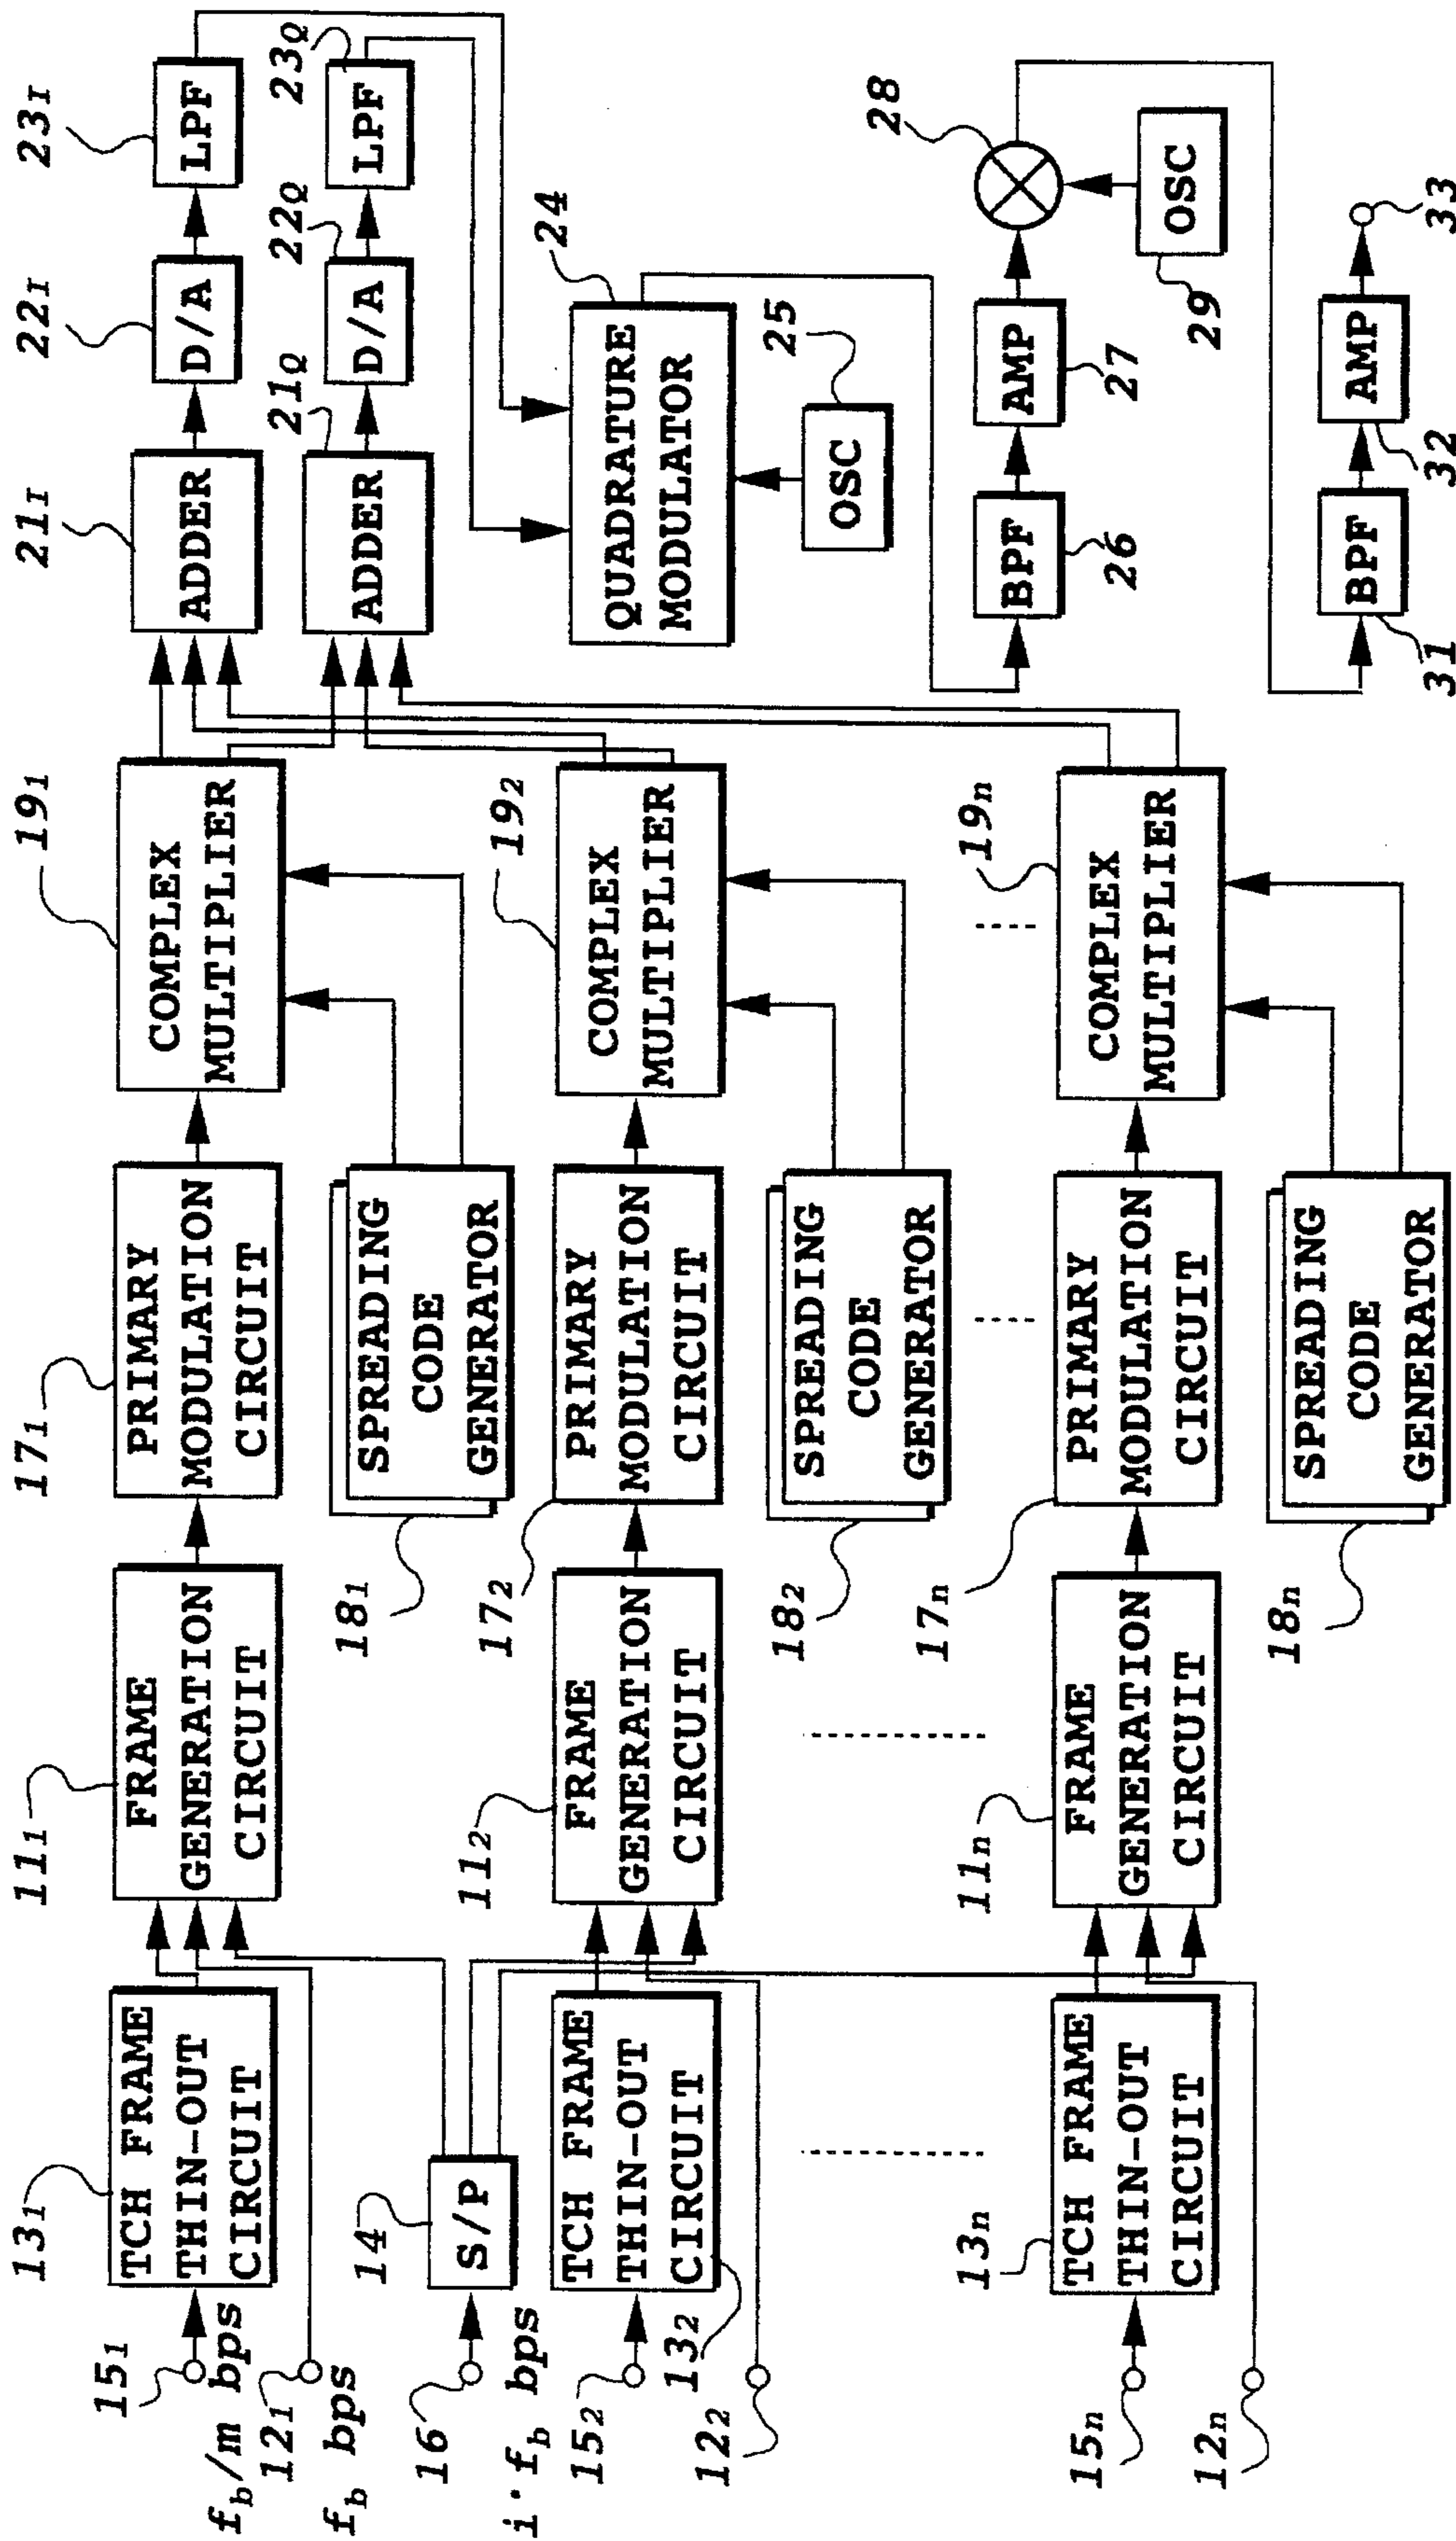 15₁
f_b/m bps
12₁
f_b bps
16
i·f_b bps
15₂
13₂
12₂
15n
12n
13₁
TCH FRAME
THIN-OUT
CIRCUIT
14
S/P
TCH FRAME
THIN-OUT
CIRCUIT
13n
TCH FRAME
THIN-OUT
CIRCUIT
11₁
FRAME
GENERATION
CIRCUIT
11₂
FRAME
GENERATION
CIRCUIT
11n
FRAME
GENERATION
CIRCUIT
17₁
PRIMARY
MODULATION
CIRCUIT
18₁
SPREADING
CODE
GENERATOR
17₂
PRIMARY
MODULATION
CIRCUIT
18₂
SPREADING
CODE
GENERATOR
17n
PRIMARY
MODULATION
CIRCUIT
18n
SPREADING
CODE
GENERATOR
19₁
COMPLEX
MULTIPLIER
19₂
COMPLEX
MULTIPLIER
19n
COMPLEX
MULTIPLIER
21I
ADDER
22I
D/A
23I
LPF
21Q
ADDER
22Q
D/A
23Q
LPF
24
QUADRATURE
MODULATOR
25
OSC
BPF
26
AMP
27
28
OSC
29
BPF
31
AMP
32
33